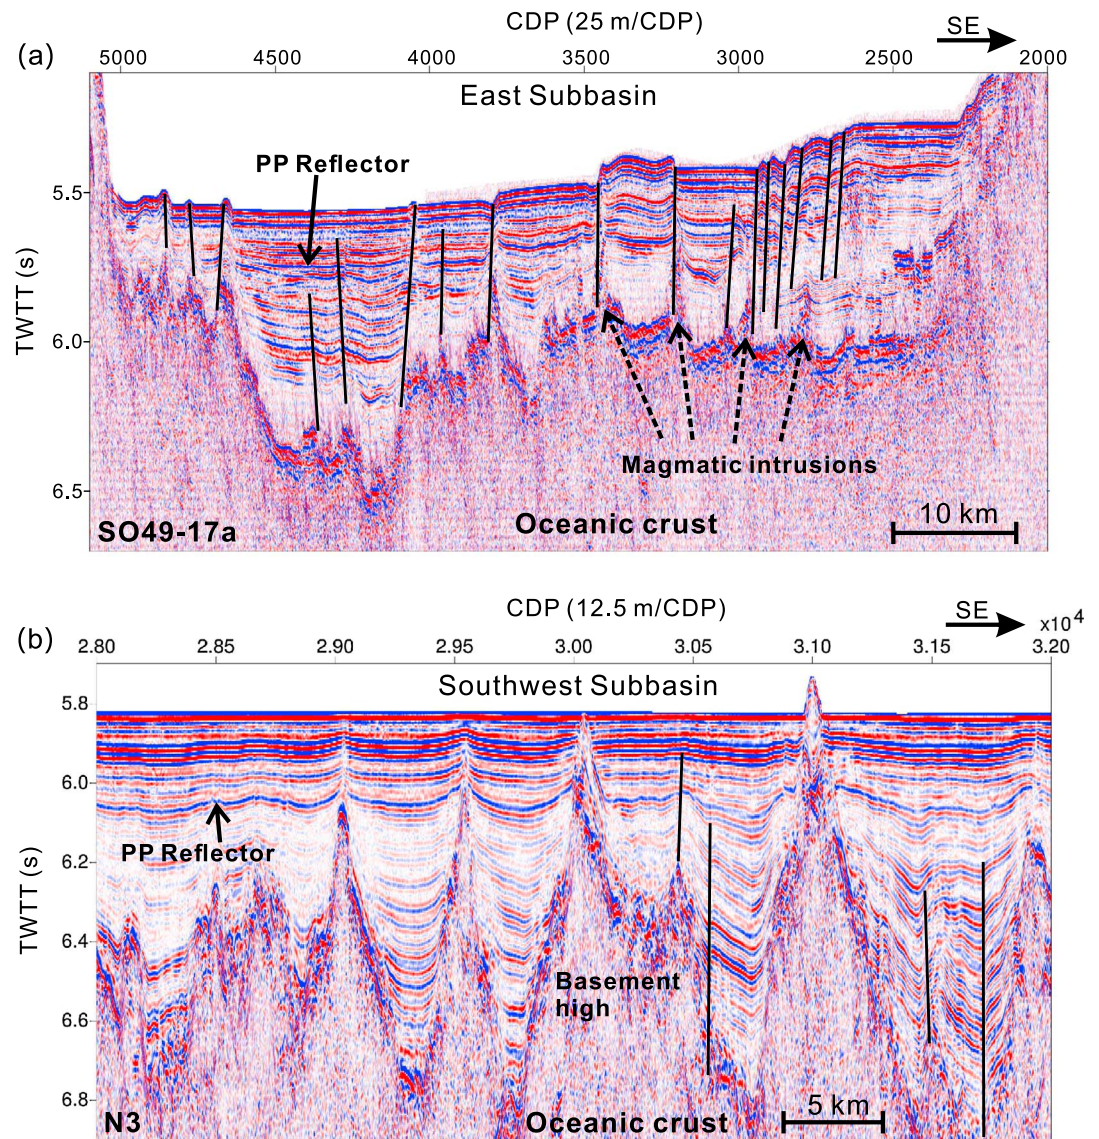 CDP (25 m/CDP)
SE
(a)
5000 4500 4000 3500 3000 2500 2000
East Subbasin
PP Reflector
5.5
TWTT (s)
6.0
Magmatic intrusions
6.5
10 km
SO49-17a
Oceanic crust
CDP (12.5 m/CDP)
SE
x10^4
(b)
2.80 2.85 2.90 2.95 3.00 3.05 3.10 3.15 3.20
Southwest Subbasin
5.8
6.0
PP Reflector
6.2
TWTT (s)
6.4
Basement
high
6.6
6.8
5 km
N3
Oceanic crust